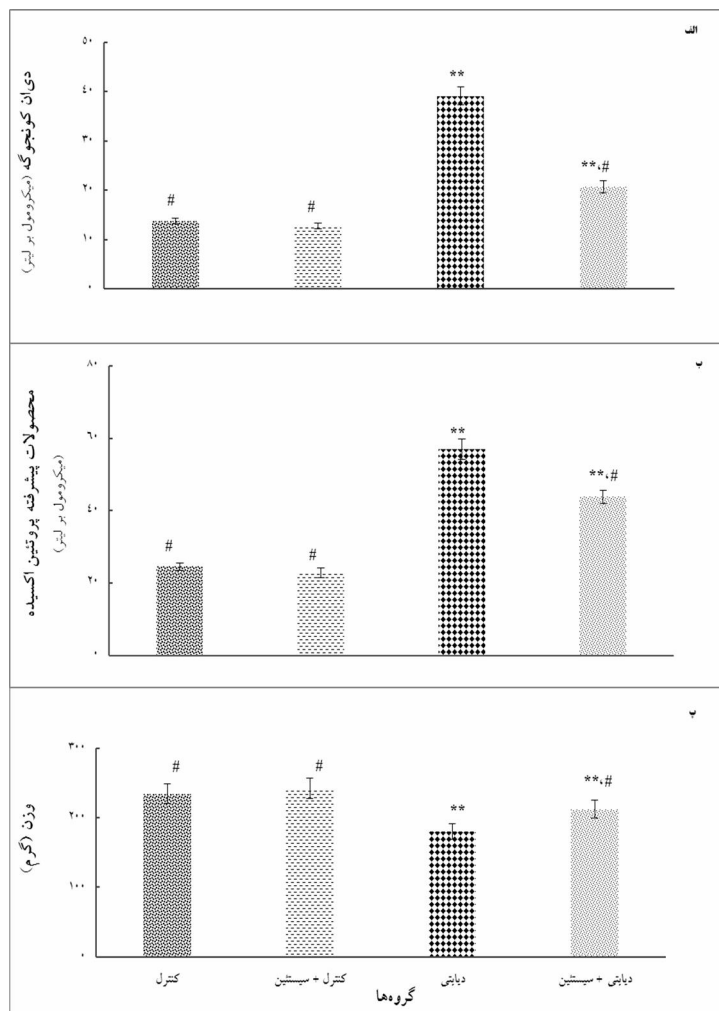 الف
دی‌ان کونجوگه (میکرومول بر لیتر)
۵۰
۴۰
۳۰
۲۰
۱۰
۰
#
#
**
**،#
ب
محصولات پیشرفته پروتئین اکسیده
(میکرومول بر لیتر)
۸۰
۶۰
۴۰
۲۰
۰
#
#
**
**،#
پ
وزن (گرم)
۳۰۰
۲۰۰
۱۰۰
۰
#
#
**
**،#
کنترل
کنترل + سیستئین
دیابتی
دیابتی + سیستئین
گروه‌ها